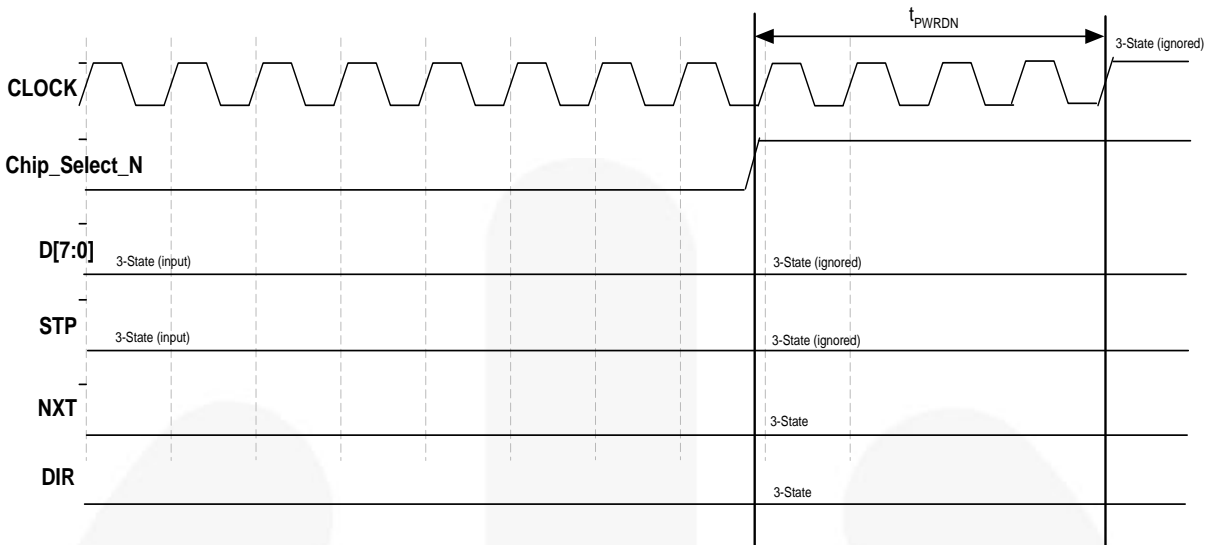 tPWRDN
3-State (ignored)
CLOCK
Chip_Select_N
D[7:0]
3-State (input)
3-State (ignored)
STP
3-State (input)
3-State (ignored)
NXT
3-State
DIR
3-State